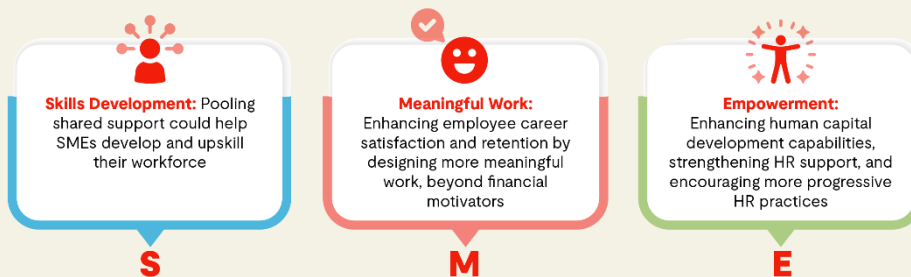 Skills Development: Pooling
shared support could help
SMEs develop and upskill
their workforce
S
Meaningful Work:
Enhancing employee career
satisfaction and retention by
designing more meaningful
work, beyond financial
motivators
M
Empowerment:
Enhancing human capital
development capabilities,
strengthening HR support, and
encouraging more progressive
HR practices
E